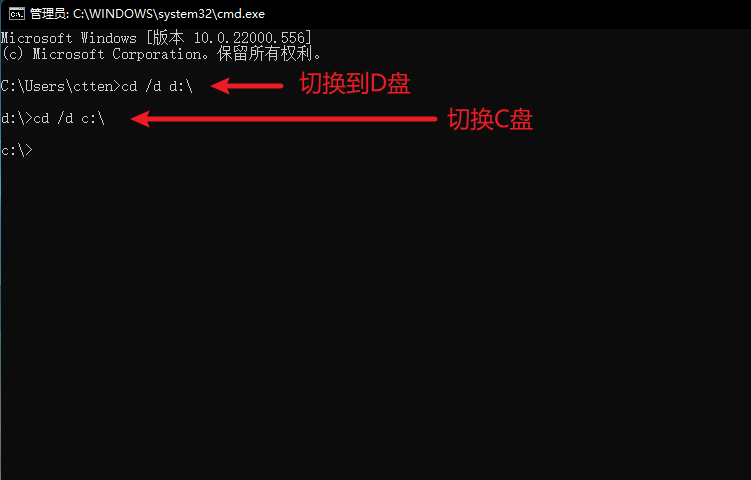 管理员: C:\WINDOWS\system32\cmd.exe
Microsoft Windows [版本 10.0.22000.556]
(c) Microsoft Corporation。保留所有权利。
C:\Users\ctten>cd /d d:\ 切换到D盘
d:\>cd /d c:\ 切换C盘
c:\>